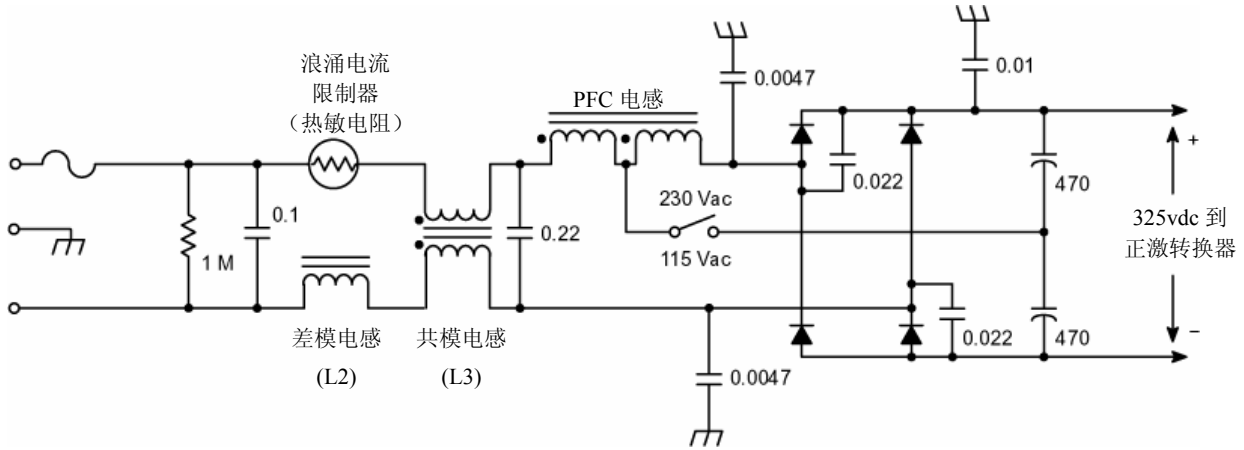 浪涌电流
限制器
（热敏电阻）
PFC 电感
0.0047
0.01
0.1
1 M
0.22
230 Vac
115 Vac
0.022
470
+
325vdc 到
正激转换器
−
差模电感
(L2)
共模电感
(L3)
0.0047
0.022
470